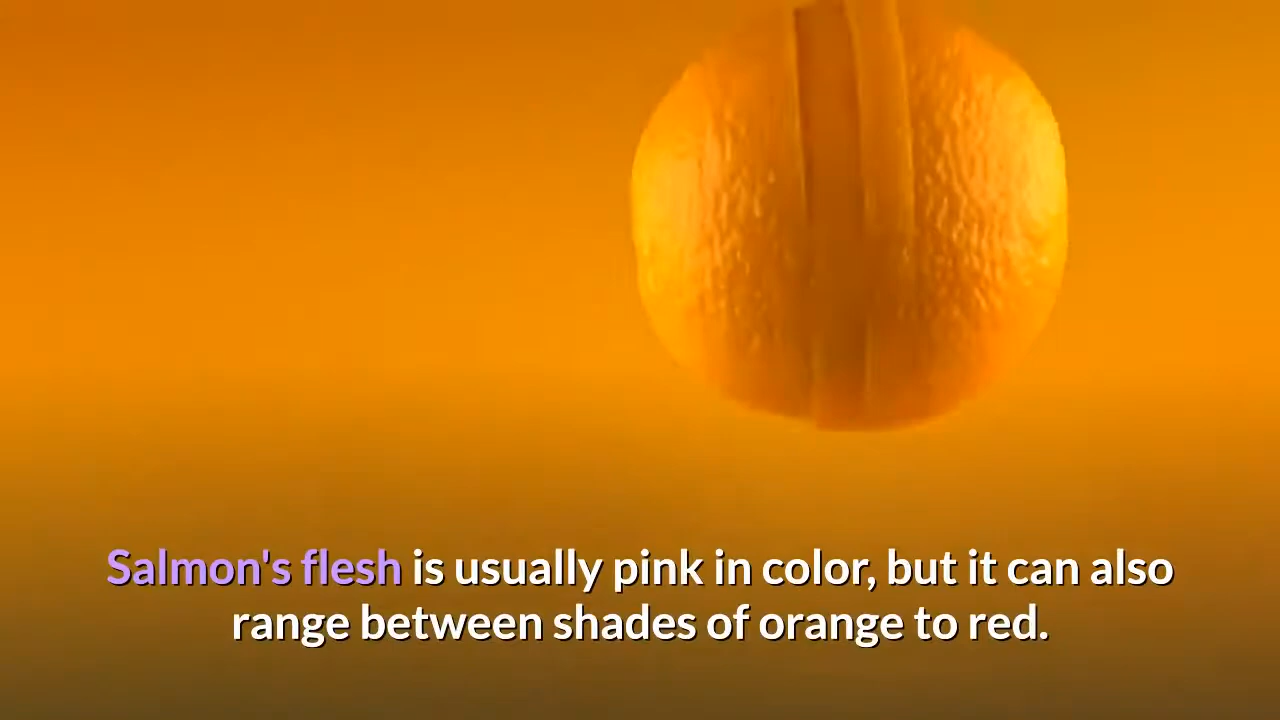 Salmon's flesh is usually pink in color, but it can also
range between shades of orange to red.